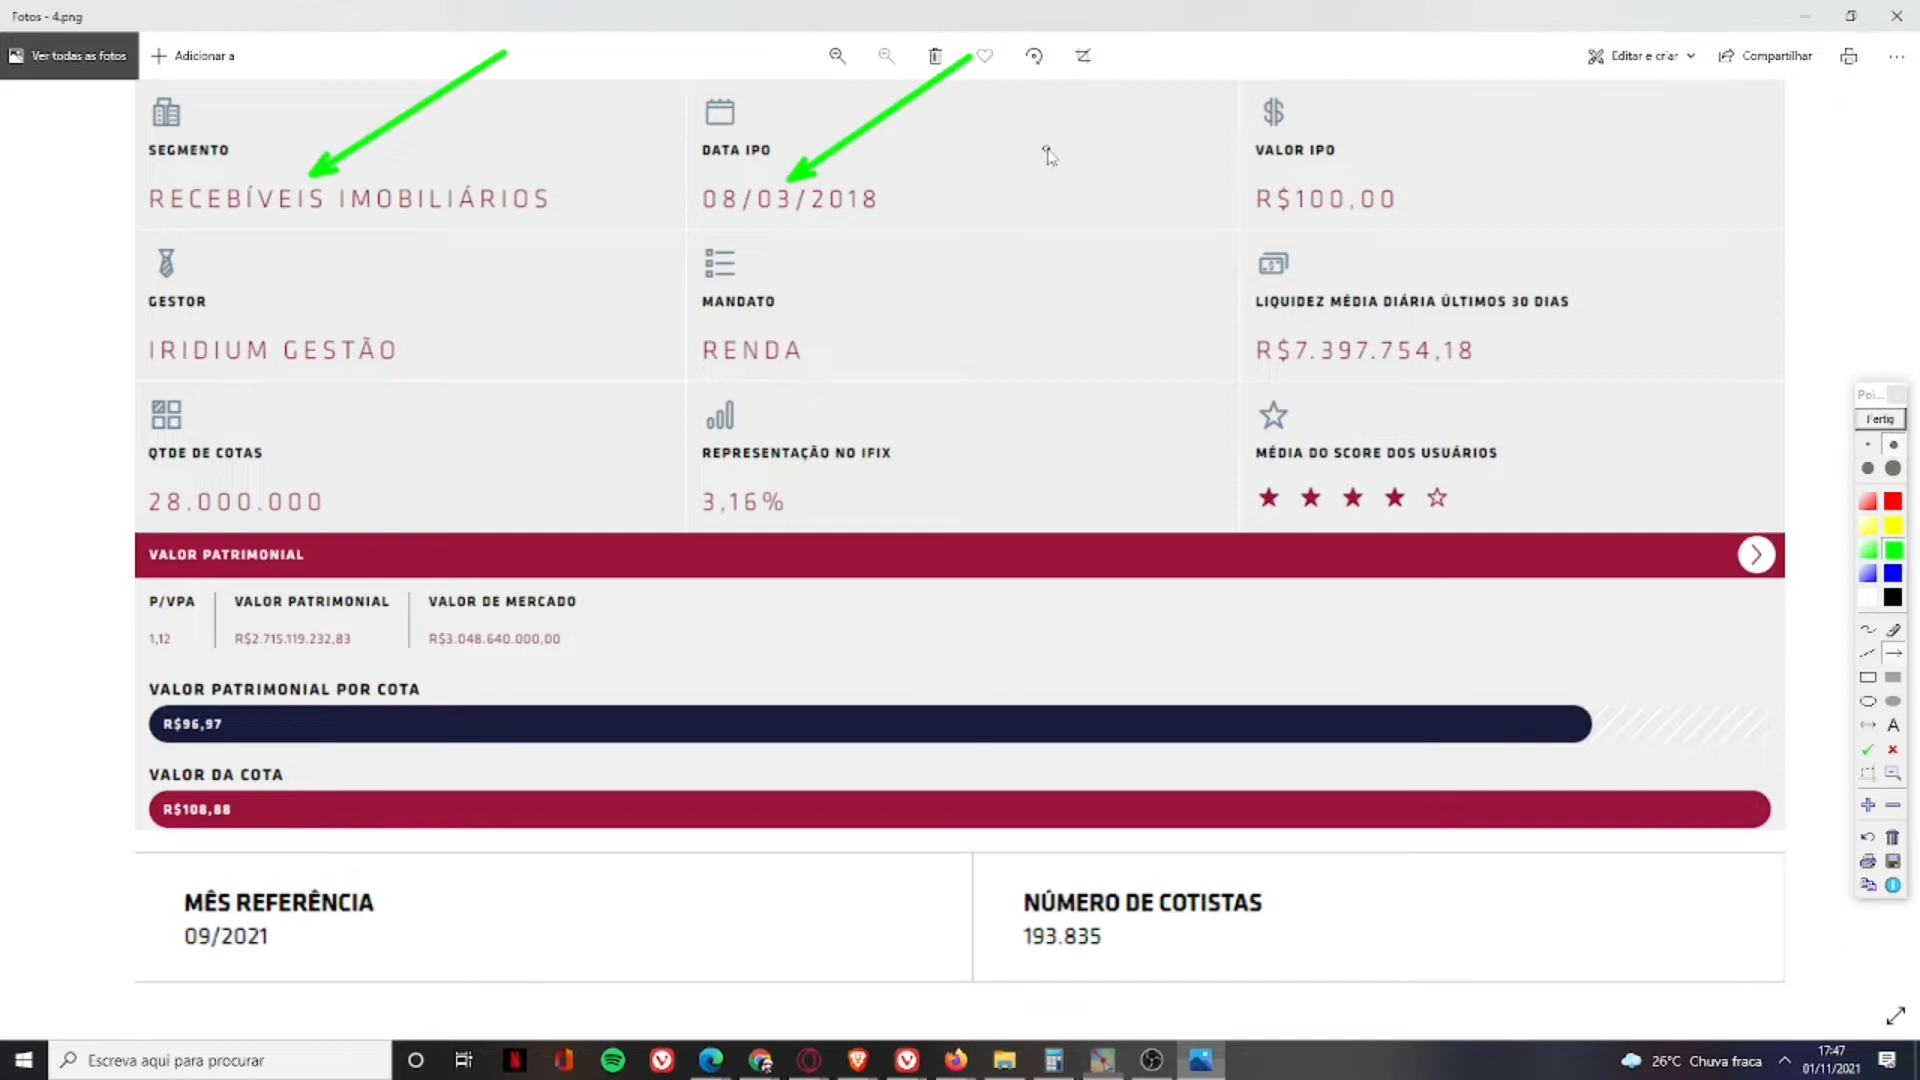 Fotos - 4.png
Ver todas as fotos
Adicionar a
Editar e criar
Compartilhar
SEGMENTO
RECEBÍVEIS IMOBILIÁRIOS
DATA IPO
08/03/2018
VALOR IPO
R$100,00
GESTOR
IRIDIUM GESTÃO
MANDATO
RENDA
LIQUIDEZ MÉDIA DIÁRIA ÚLTIMOS 30 DIAS
R$7.397.754,18
QTDE DE COTAS
28.000.000
REPRESENTAÇÃO NO IFIX
3,16%
MÉDIA DO SCORE DOS USUÁRIOS
Poi...
Fertig
A
VALOR PATRIMONIAL
P/VPA
1,12
VALOR PATRIMONIAL
R$2.715.119.232,83
VALOR DE MERCADO
R$3.048.640.000,00
VALOR PATRIMONIAL POR COTA
R$96,97
VALOR DA COTA
R$108,88
MÊS REFERÊNCIA
09/2021
NÚMERO DE COTISTAS
193.835
Escreva aqui para procurar
26°C Chuva fraca
17:47
01/11/2021